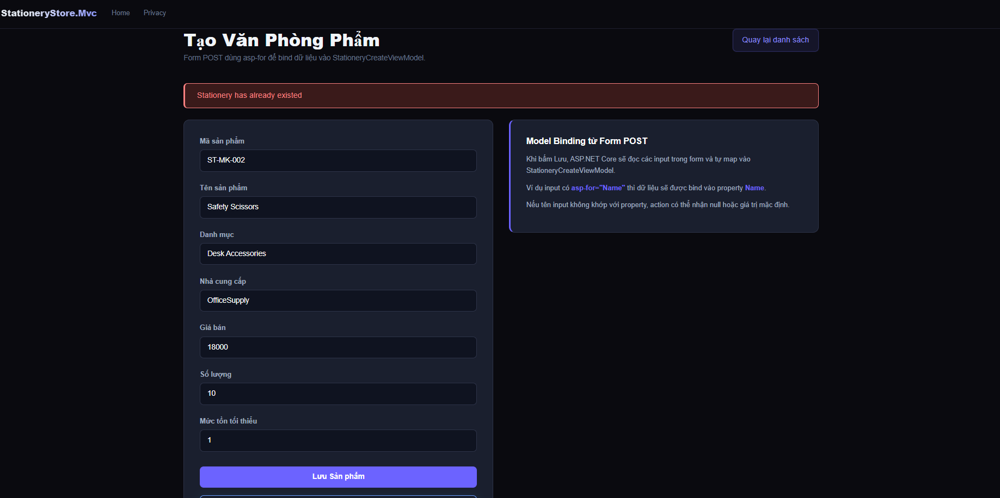 StationeryStore.Mvc
Home
Privacy
Tạo Văn Phòng Phẩm
Quay lại danh sách
Form POST dùng asp-for để bind dữ liệu vào StationeryCreateViewModel.
Stationery has already existed
Mã sản phẩm
ST-MK-002
Tên sản phẩm
Safety Scissors
Danh mục
Desk Accessories
Nhà cung cấp
OfficeSupply
Giá bán
18000
Số lượng
10
Mức tồn tối thiểu
1
Lưu Sản phẩm
Model Binding từ Form POST
Khi bấm Lưu, ASP.NET Core sẽ đọc các input trong form và tự map vào
StationeryCreateViewModel.
Ví dụ input có asp-for="Name" thì dữ liệu sẽ được bind vào property Name.
Nếu tên input không khớp với property, action có thể nhận null hoặc giá trị mặc định.